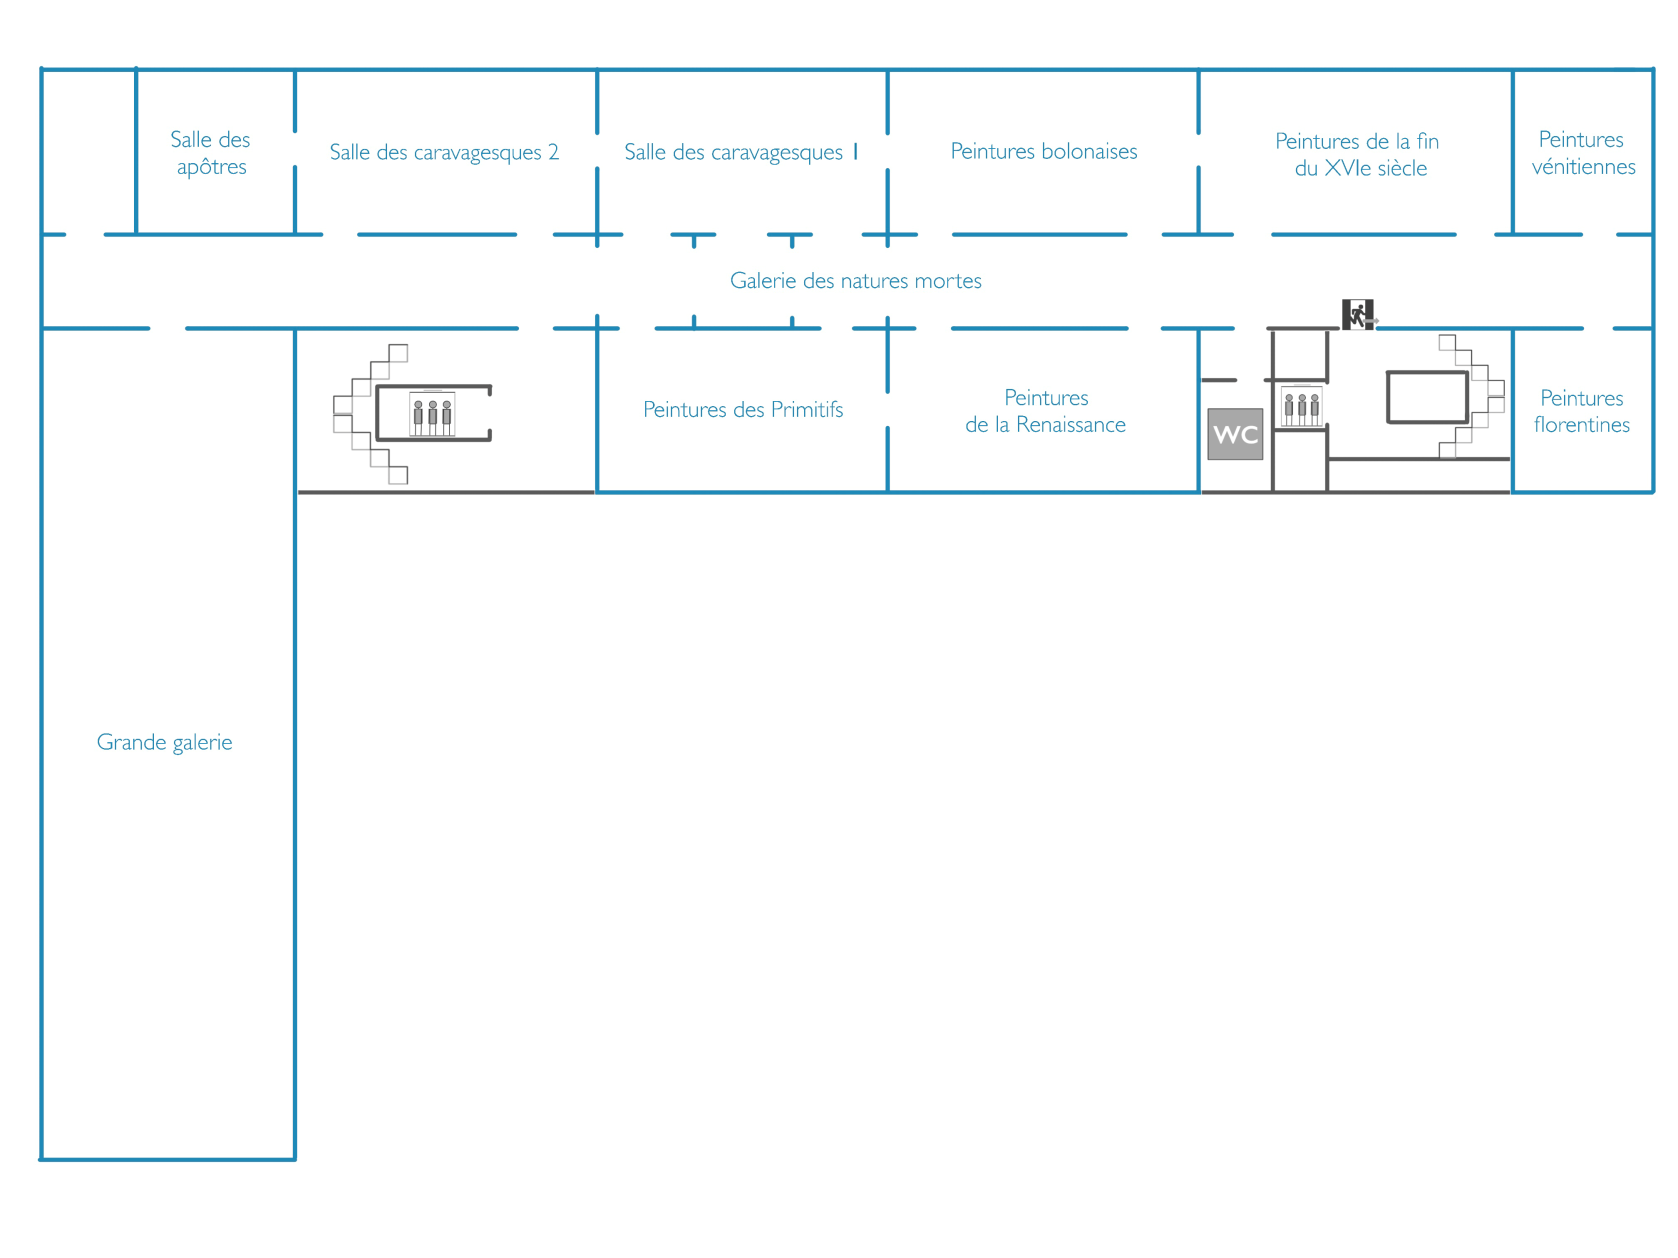 Salle des
apôtres
Salle des caravagesques 2
Salle des caravagesques 1
Peintures bolonaises
Peintures de la fin
du XVIe siècle
Peintures
vénitiennes
Galerie des natures mortes
Peintures des Primitifs
Peintures
de la Renaissance
WC
Peintures
florentines
Grande galerie